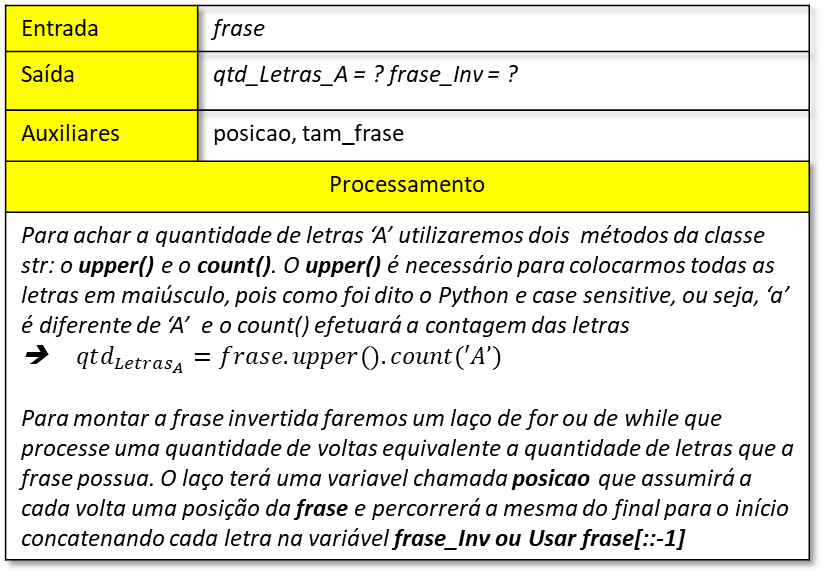 Entrada frase
Saída qtd_Letras_A = ? frase_Inv = ?
Auxiliares posicao, tam_frase
Processamento
Para achar a quantidade de letras ‘A’ utilizaremos dois métodos da classe
str: o upper() e o count(). O upper() é necessário para colocarmos todas as
letras em maiúsculo, pois como foi dito o Python e case sensitive, ou seja, ‘a’
é diferente de ‘A’ e o count() efetuará a contagem das letras
➔ qtd_Letras_A = frase.upper().count('A’)
Para montar a frase invertida faremos um laço de for ou de while que
processe uma quantidade de voltas equivalente a quantidade de letras que a
frase possua. O laço terá uma variavel chamada posicao que assumirá a
cada volta uma posição da frase e percorrerá a mesma do final para o início
concatenando cada letra na variável frase_Inv ou Usar frase[::-1]